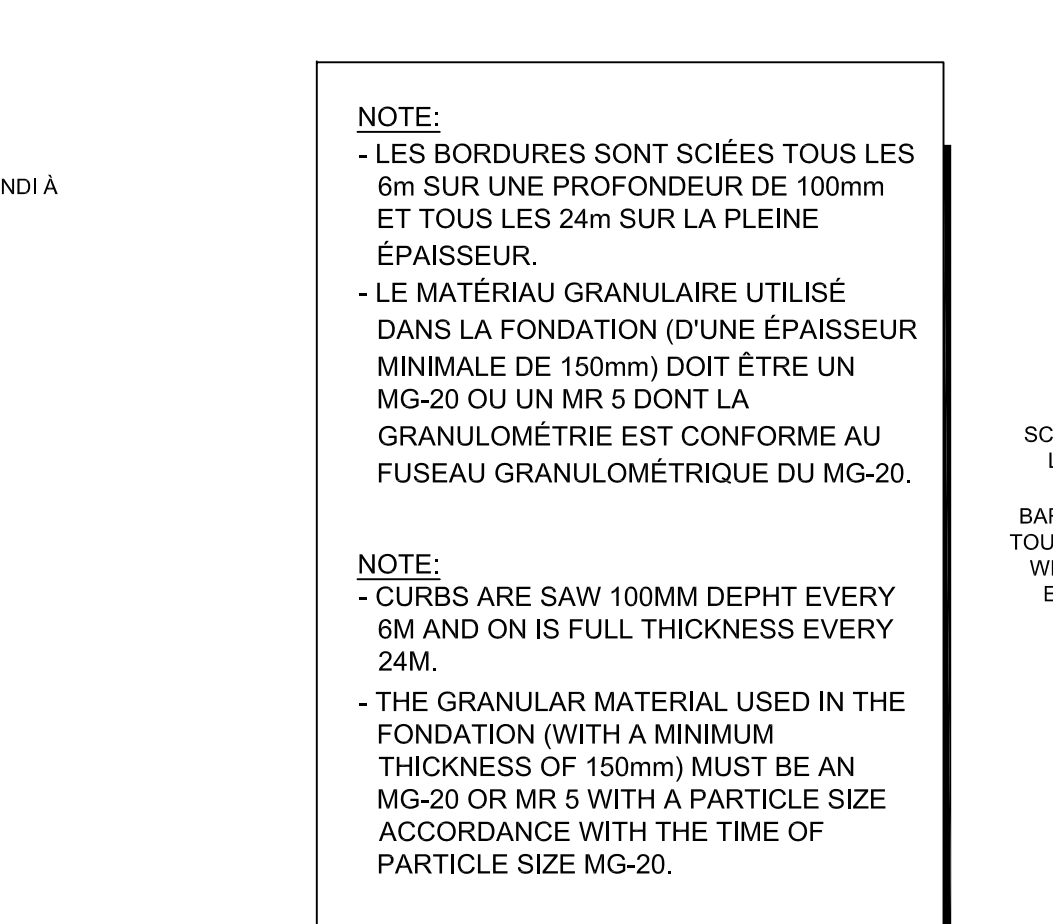 NDI À
NOTE:
- LES BORDURES SONT SCIÉES TOUS LES
6m SUR UNE PROFONDEUR DE 100mm
ET TOUS LES 24m SUR LA PLEINE
ÉPAISSEUR.
- LE MATÉRIAU GRANULAIRE UTILISÉ
DANS LA FONDATION (D'UNE ÉPAISSEUR
MINIMALE DE 150mm) DOIT ÊTRE UN
MG-20 OU UN MR 5 DONT LA
GRANULOMÉTRIE EST CONFORME AU
FUSEAU GRANULOMÉTRIQUE DU MG-20.
NOTE:
- CURBS ARE SAW 100MM DEPHT EVERY
6M AND ON IS FULL THICKNESS EVERY
24M.
- THE GRANULAR MATERIAL USED IN THE
FONDATION (WITH A MINIMUM
THICKNESS OF 150mm) MUST BE AN
MG-20 OR MR 5 WITH A PARTICLE SIZE
ACCORDANCE WITH THE TIME OF
PARTICLE SIZE MG-20.
SC
BA
TOU